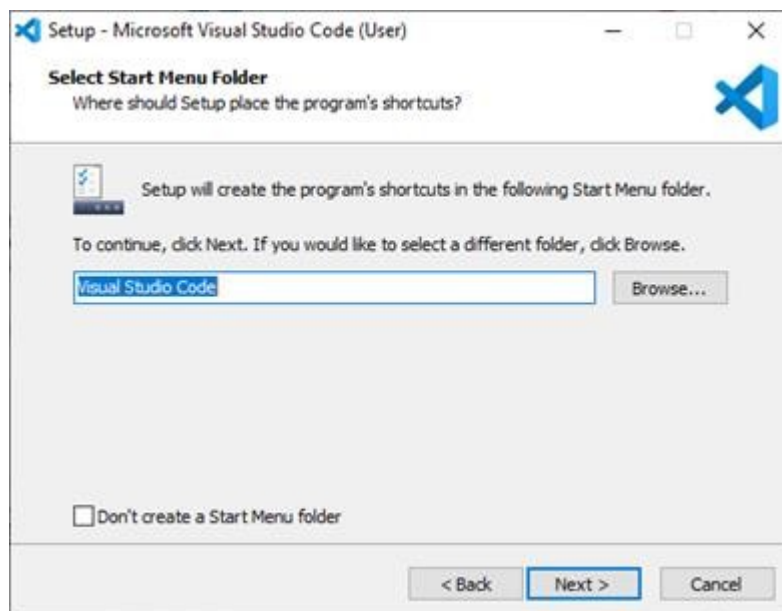 Setup - Microsoft Visual Studio Code (User)
Select Start Menu Folder
Where should Setup place the program's shortcuts?
Setup will create the program's shortcuts in the following Start Menu folder.
To continue, click Next. If you would like to select a different folder, click Browse.
Visual Studio Code
Browse...
Don't create a Start Menu folder
< Back
Next >
Cancel